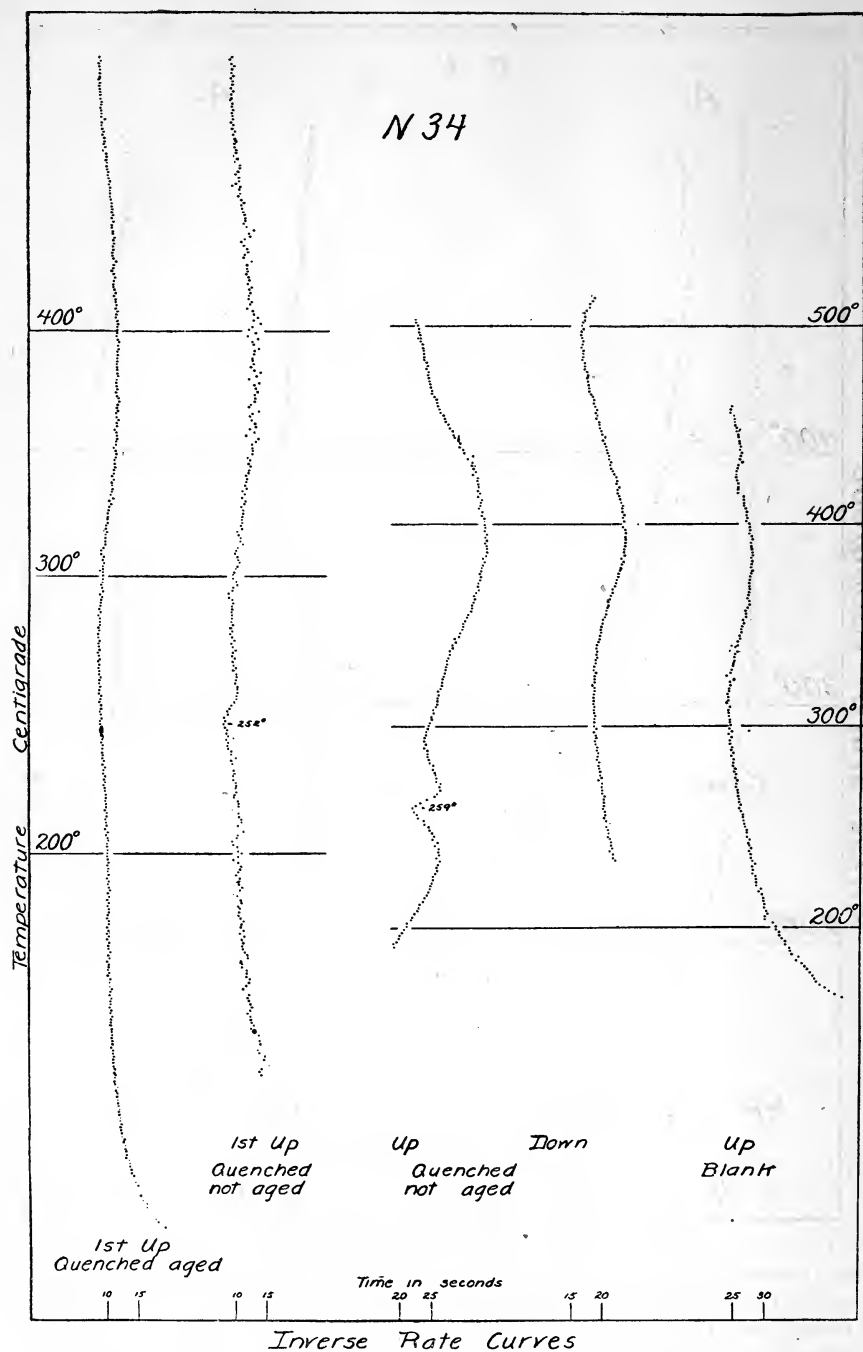 N 34
400°
500°
400°
300°
252°
300°
259°
200°
200°
Temperature Centigrade
1st Up
Quenched
not aged
Up
Quenched
not aged
Down
Up
Blank
1st Up
Quenched aged
Time in seconds
10 15 10 15 20 25 15 20 25 30
Inverse Rate Curves